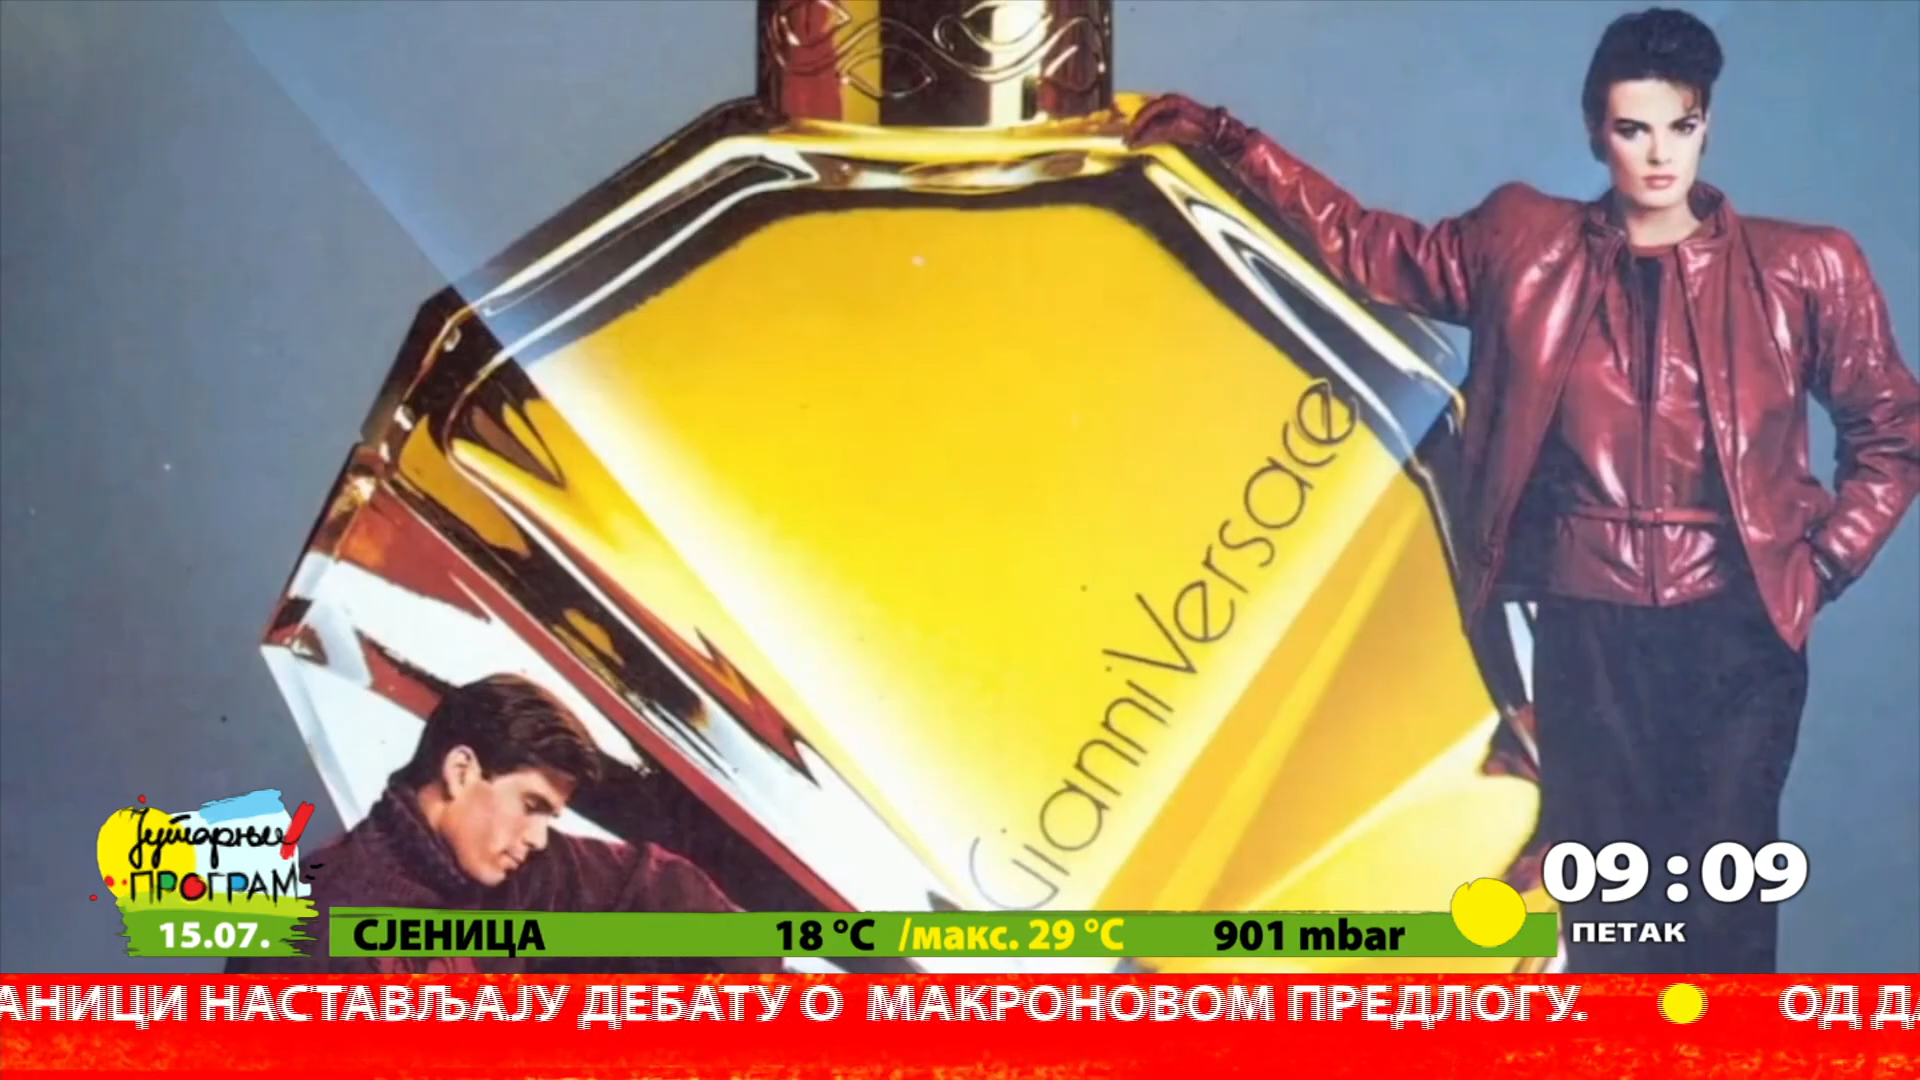 Gianni Versace
Јутарњи
ПРОГРАМ
15.07.
СЈЕНИЦА 18 °C /макс. 29 °C 901 mbar
09:09
ПЕТАК
НАСТАВЉАЈУ ДЕБАТУ О МАКРОНОВОМ ПРЕДЛОГУ. ОД